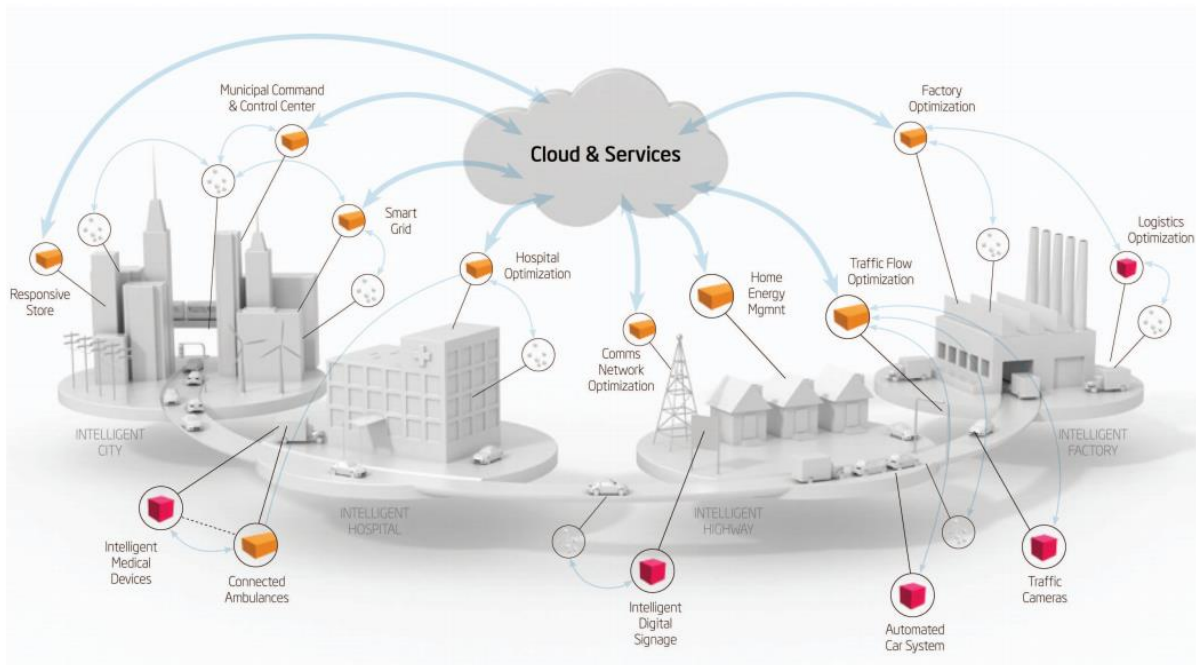 Municipal Command
& Control Center
Factory
Optimization
Cloud & Services
Smart
Grid
Logistics
Optimization
Hospital
Optimization
Traffic Flow
Optimization
Responsive
Store
Home
Energy
Mgmnt
Comms
Network
Optimization
INTELLIGENT
CITY
INTELLIGENT
FACTORY
INTELLIGENT
HOSPITAL
INTELLIGENT
HIGHWAY
Intelligent
Medical
Devices
Connected
Ambulances
Intelligent
Digital
Signage
Traffic
Cameras
Automated
Car System